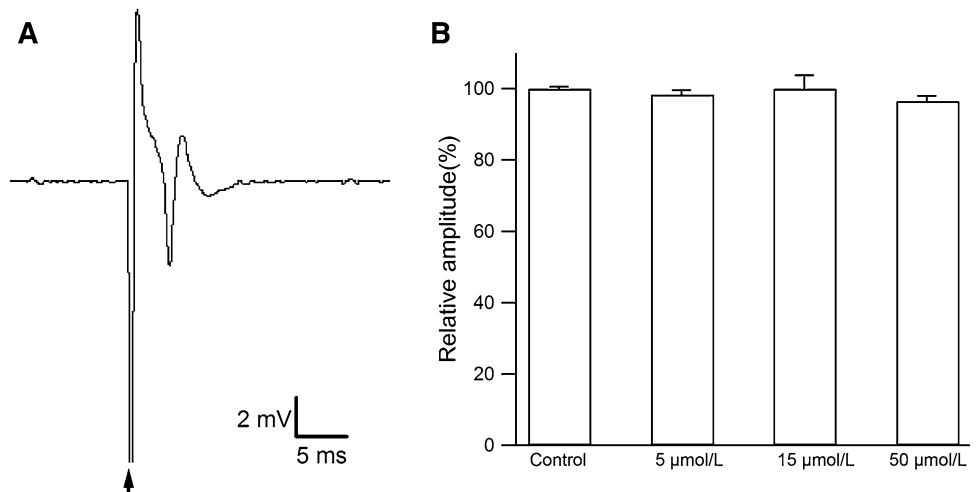 A
2 mV
5 ms
B
Relative amplitude(%)
100
80
60
40
20
0
Control
5 µmol/L
15 µmol/L
50 µmol/L